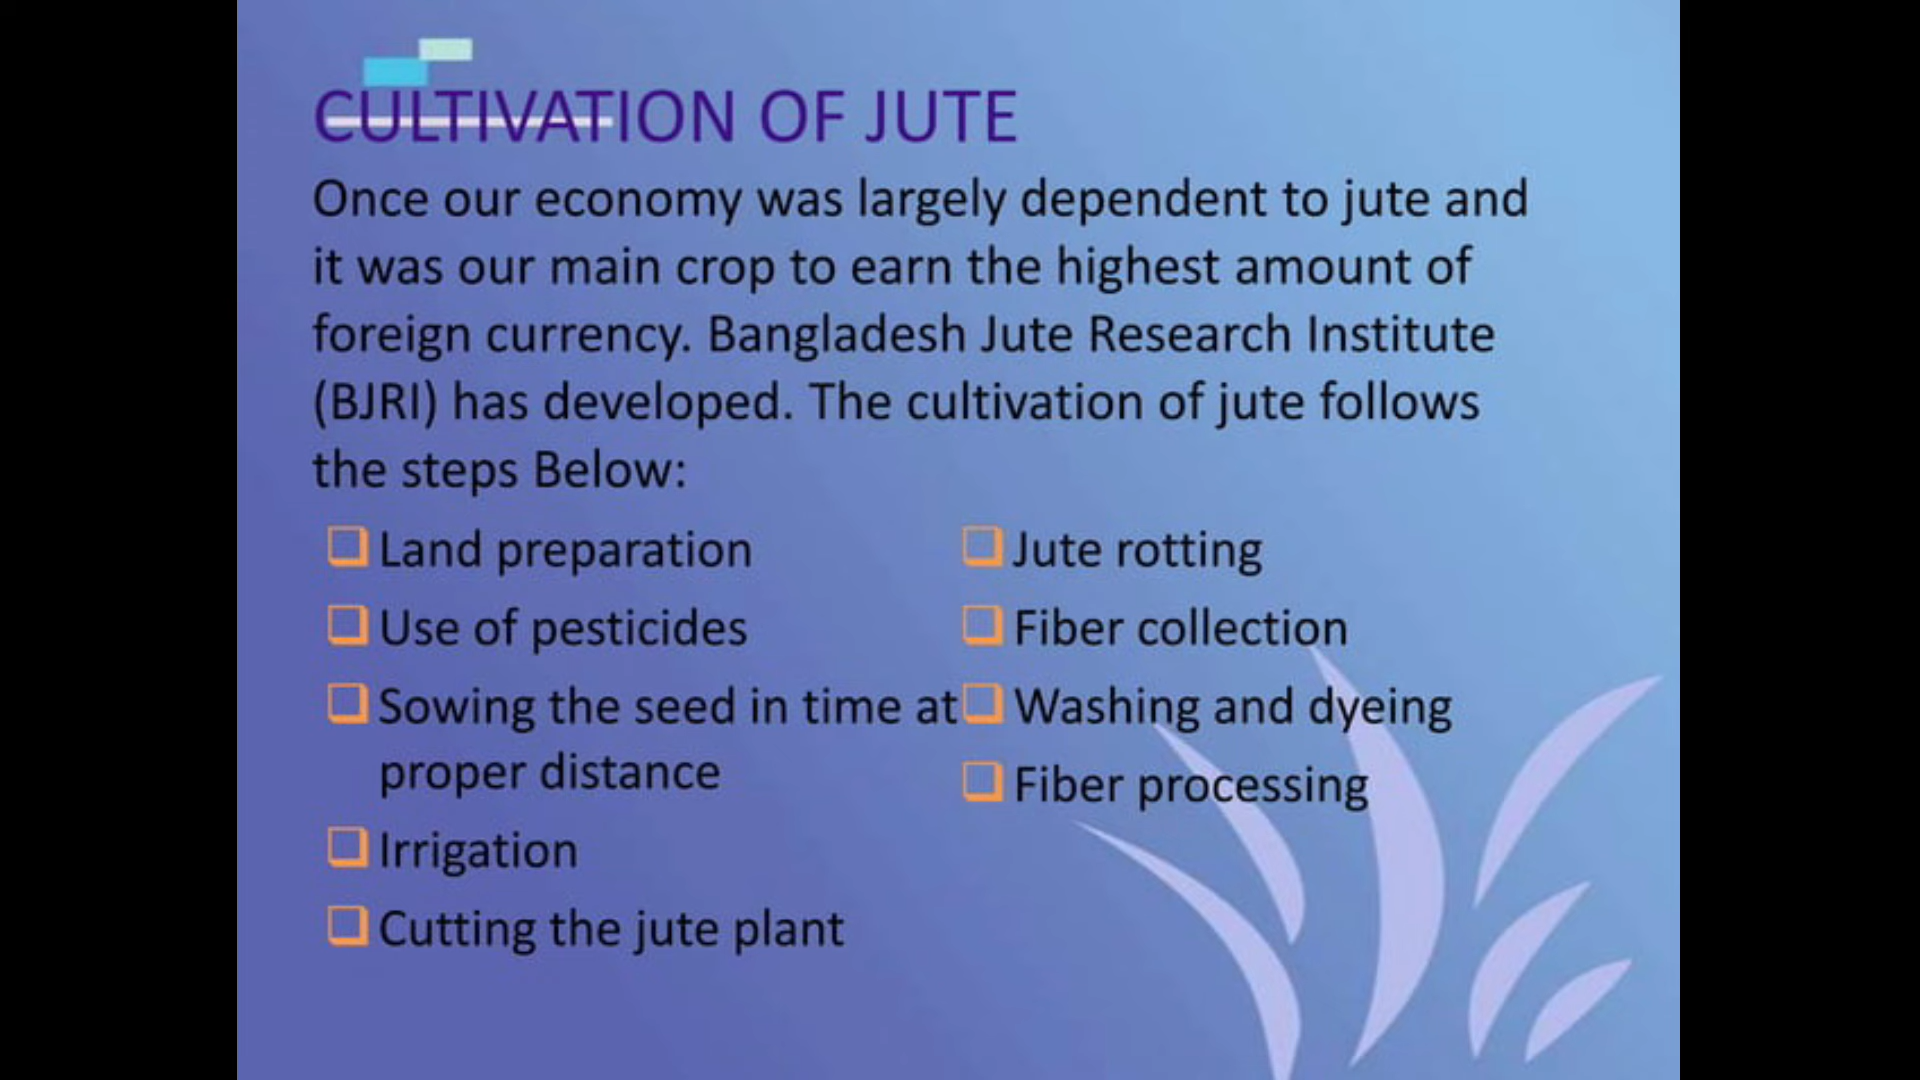 CULTIVATION OF JUTE
Once our economy was largely dependent to jute and
it was our main crop to earn the highest amount of
foreign currency. Bangladesh Jute Research Institute
(BJRI) has developed. The cultivation of jute follows
the steps Below:
Land preparation
Use of pesticides
Sowing the seed in time at
proper distance
Irrigation
Cutting the jute plant
Jute rotting
Fiber collection
Washing and dyeing
Fiber processing